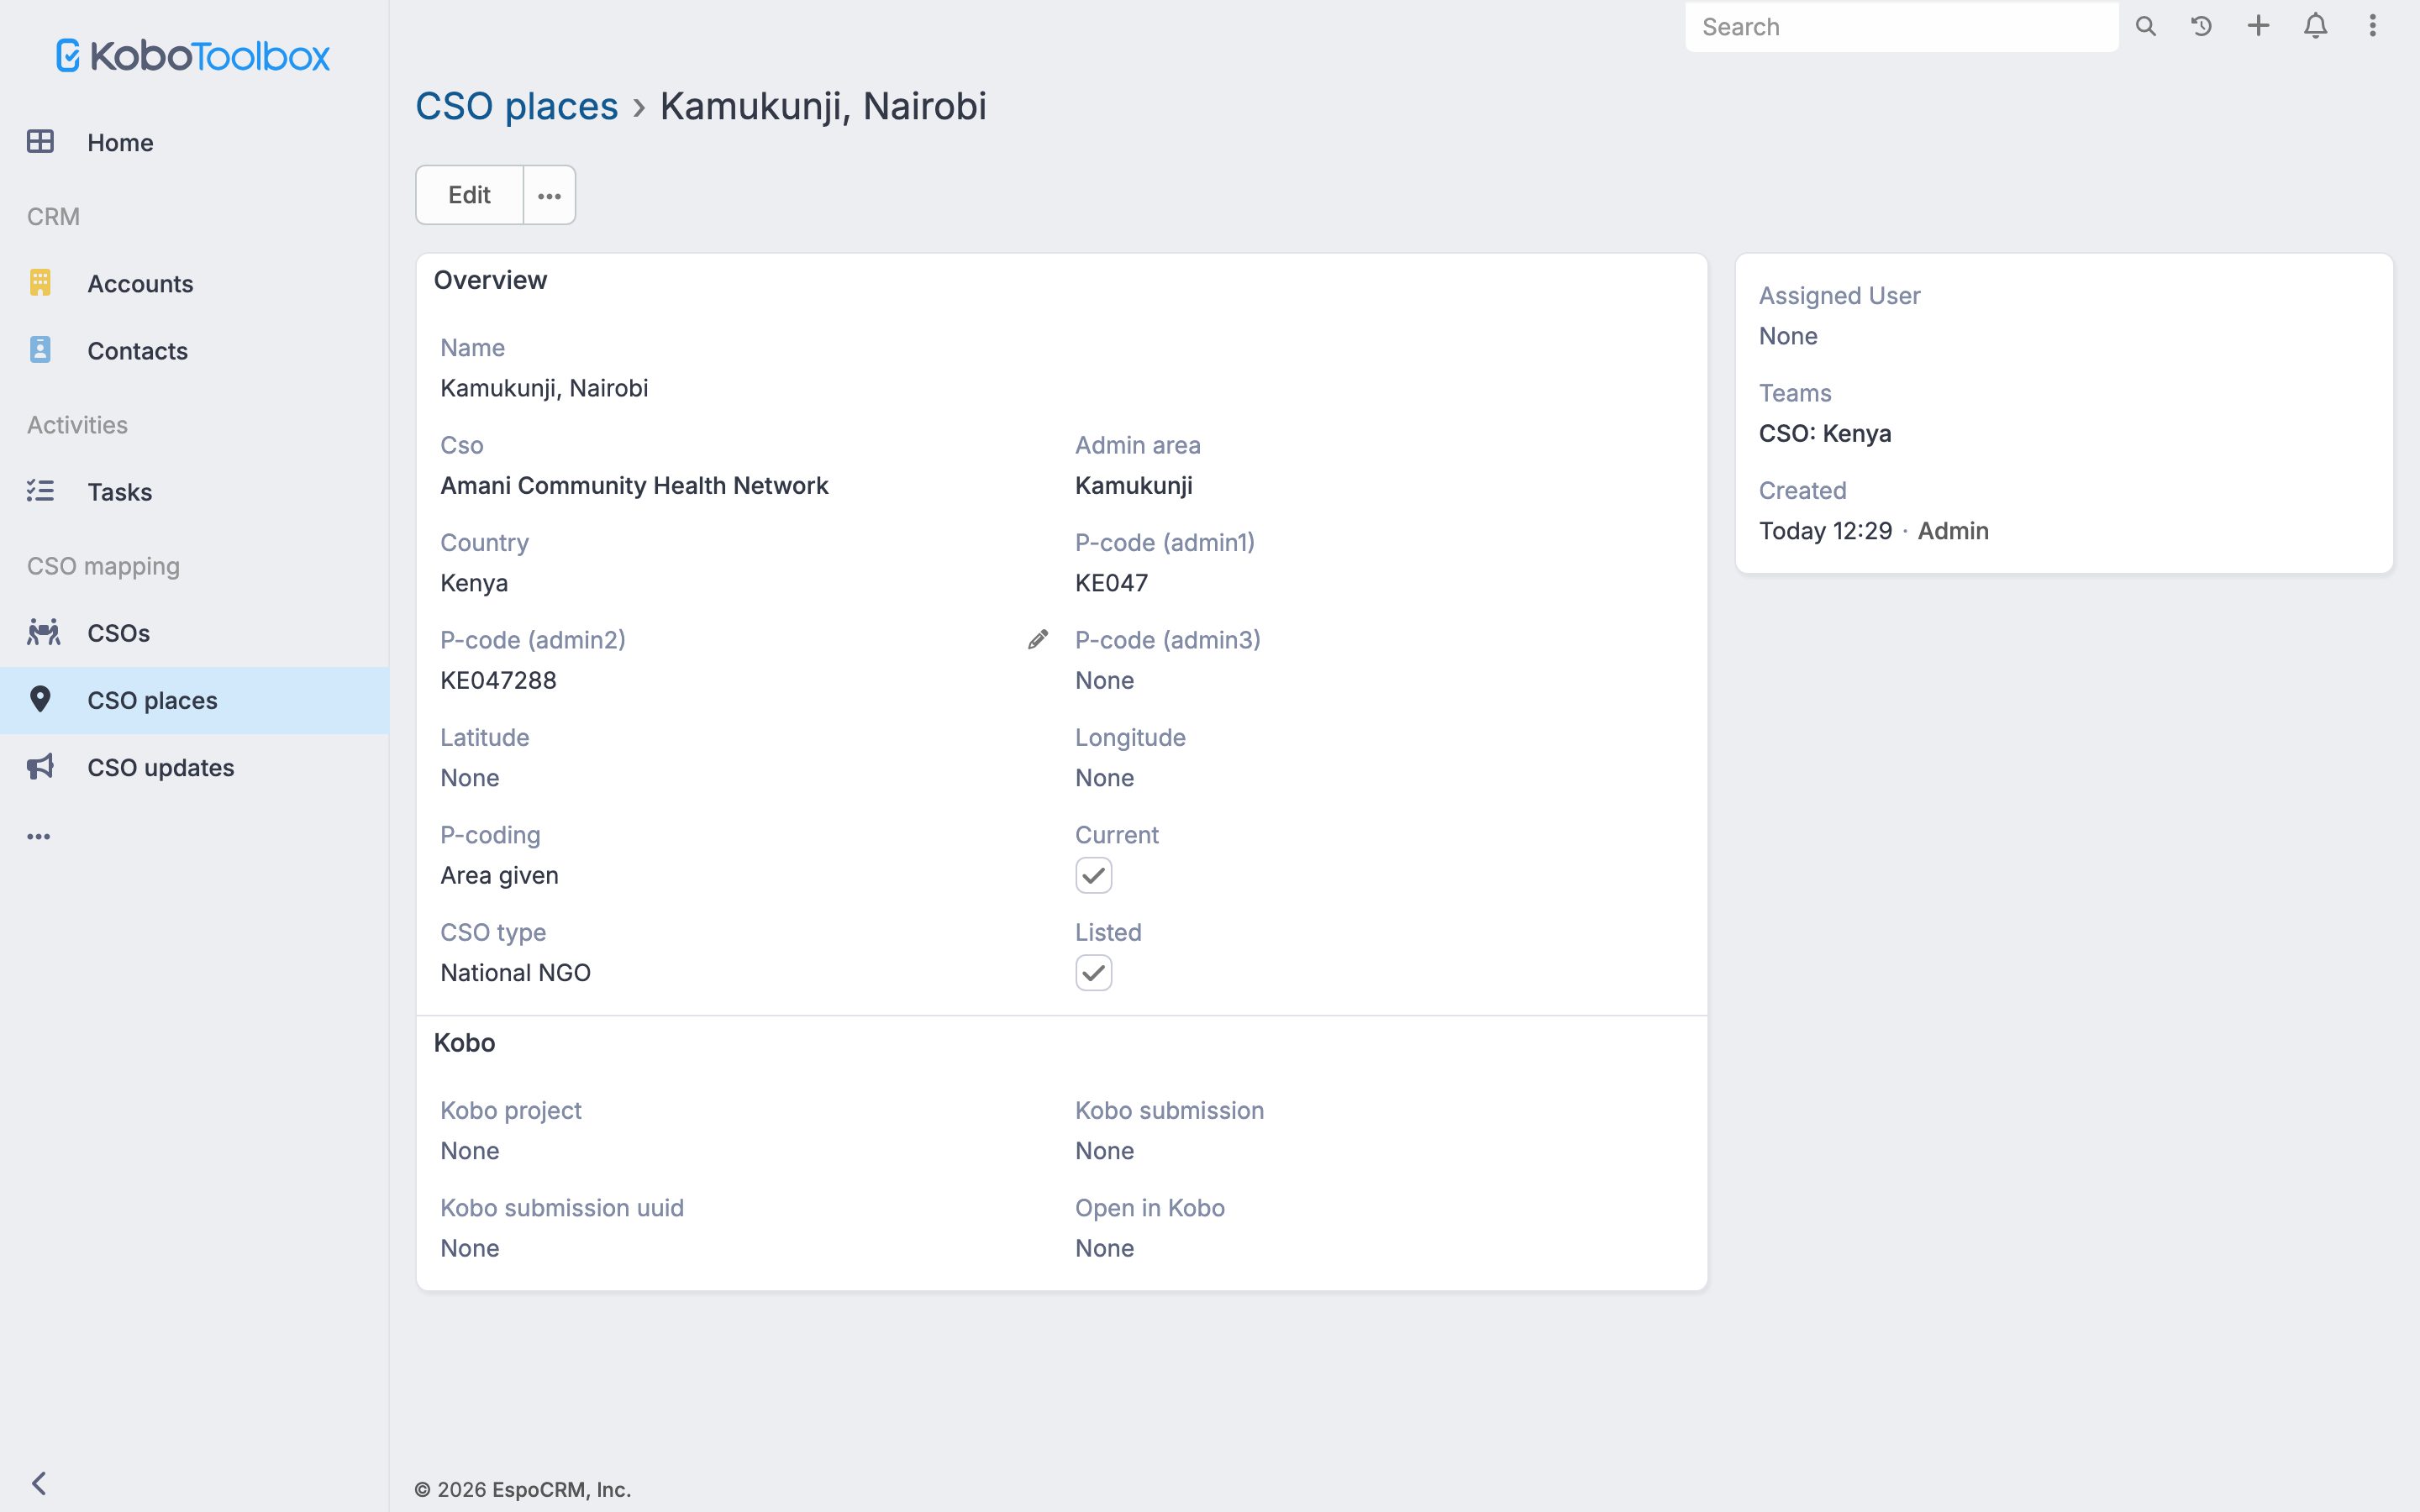 KoboToolbox
Search
Home
CRM
Accounts
Contacts
Activities
Tasks
CSO mapping
CSOs
CSO places
CSO updates
CSO places › Kamukunji, Nairobi
Edit
Overview
Name
Kamukunji, Nairobi
Cso
Amani Community Health Network
Admin area
Kamukunji
Country
Kenya
P-code (admin1)
KE047
P-code (admin2)
KE047288
P-code (admin3)
None
Latitude
None
Longitude
None
P-coding
Area given
Current
CSO type
National NGO
Listed
Kobo
Kobo project
None
Kobo submission
None
Kobo submission uuid
None
Open in Kobo
None
Assigned User
None
Teams
CSO: Kenya
Created
Today 12:29 · Admin
© 2026 EspoCRM, Inc.